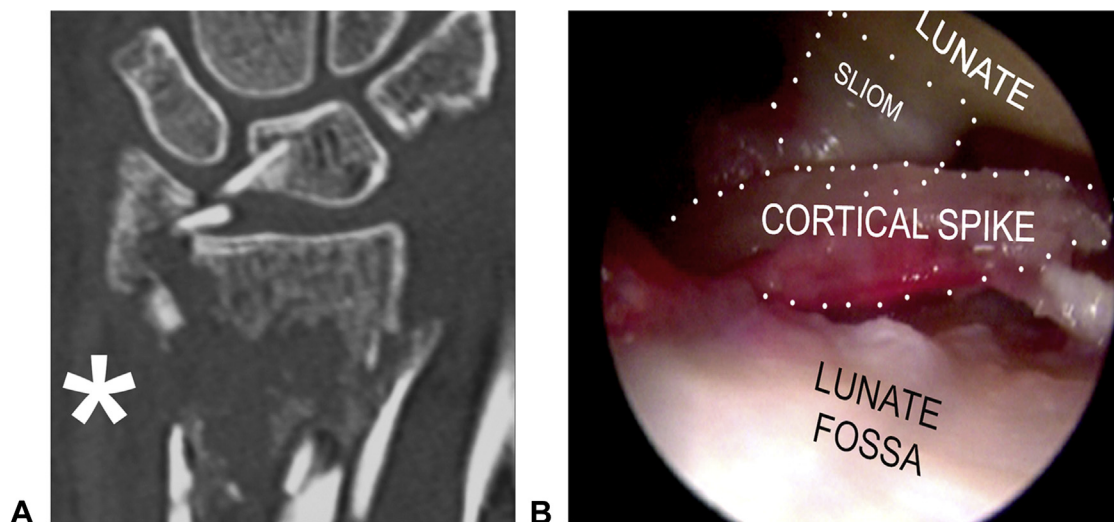 A
*
B
LUNATE
SLIOM
CORTICAL SPIKE
LUNATE
FOSSA